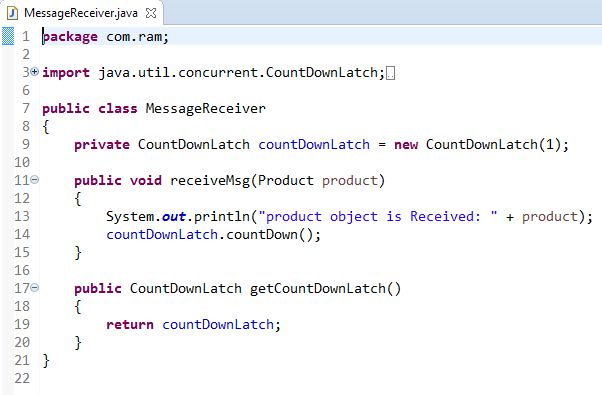 MessageReceiver.java
1 package com.ram;
2
3 import java.util.concurrent.CountDownLatch;
6
7 public class MessageReceiver
8 {
9     private CountDownLatch countDownLatch = new CountDownLatch(1);
10
11     public void receiveMsg(Product product)
12     {
13         System.out.println("product object is Received: " + product);
14         countDownLatch.countDown();
15     }
16
17     public CountDownLatch getCountDownLatch()
18     {
19         return countDownLatch;
20     }
21 }
22